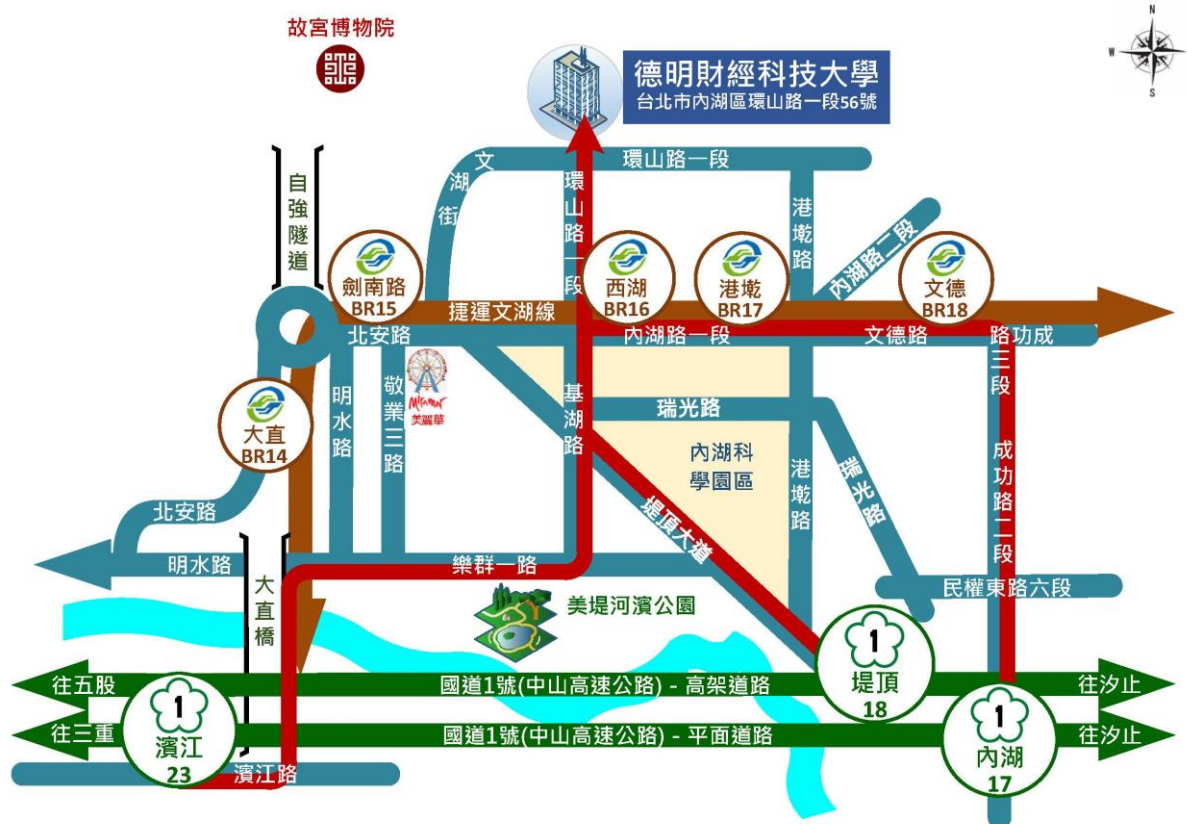 故宮博物院
N
W
S
德明財經科技大學
台北市內湖區環山路一段56號
自強隧道
文湖街
環山路一段
環山路一段
港墘路
內湖路二段
劍南路
BR15
西湖
BR16
港墘
BR17
文德
BR18
捷運文湖線
北安路
內湖路一段
文德路
路功成
三段
大直
BR14
明水路
敬業三路
Miramar
美麗華
基湖路
瑞光路
內湖科
學園區
港墘路
瑞光路
成功路二段
堤頂大道
北安路
明水路
大直橋
樂群一路
民權東路六段
美堤河濱公園
1
堤頂
18
往五股
國道1號(中山高速公路) - 高架道路
往汐止
1
濱江
23
往三重
國道1號(中山高速公路) - 平面道路
往汐止
1
內湖
17
濱江路